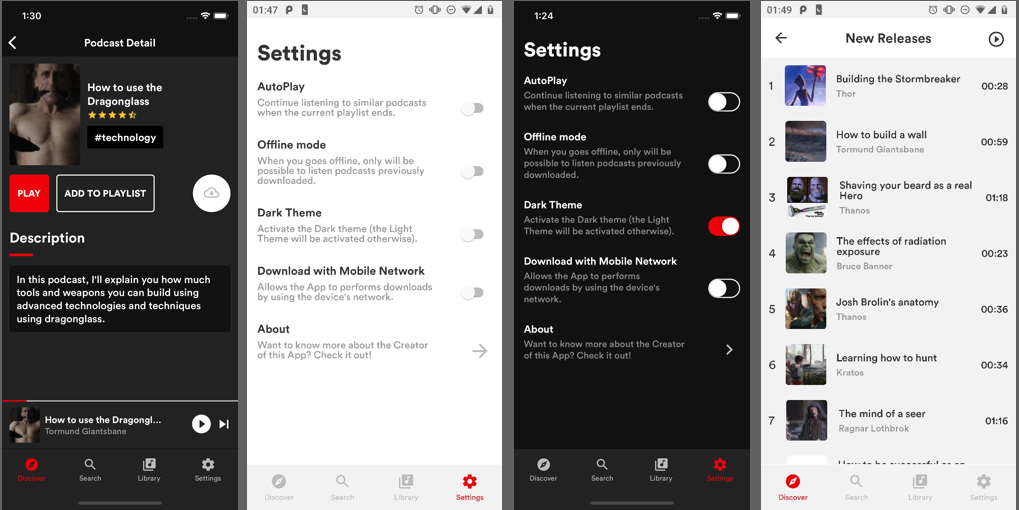 1:30
Podcast Detail
How to use the
Dragonglass
#technology
PLAY
ADD TO PLAYLIST
Description
In this podcast, I'll explain you how much
tools and weapons you can build using
advanced technologies and techniques
using dragonglass.
How to use the Dragongl...
Tormund Giantsbane
Discover
Search
Library
Settings
01:47
Settings
AutoPlay
Continue listening to similar podcasts
when the current playlist ends.
Offline mode
When you goes offline, only will be
possible to listen podcasts previously
downloaded.
Dark Theme
Activate the Dark theme (the Light
Theme will be activated otherwise).
Download with Mobile Network
Allows the App to performs downloads
by using the device's network.
About
Want to know more about the Creator
of this App? Check it out!
Discover
Search
Library
Settings
1:24
Settings
AutoPlay
Continue listening to similar podcasts
when the current playlist ends.
Offline mode
When you goes offline, only will be
possible to listen podcasts previously
downloaded.
Dark Theme
Activate the Dark theme (the Light
Theme will be activated otherwise).
Download with Mobile Network
Allows the App to performs
downloads by using the device's
network.
About
Want to know more about the Creator
of this App? Check it out!
Discover
Search
Library
Settings
01:49
New Releases
1
Building the Stormbreaker
Thor
00:28
2
How to build a wall
Tormund Giantsbane
00:59
3
Shaving your beard as a real
Hero
Thanos
01:18
4
The effects of radiation
exposure
Bruce Banner
00:23
5
Josh Brolin's anatomy
Thanos
00:36
6
Learning how to hunt
Kratos
00:34
7
The mind of a seer
Ragnar Lothbrok
01:16
Discover
Search
Library
Settings